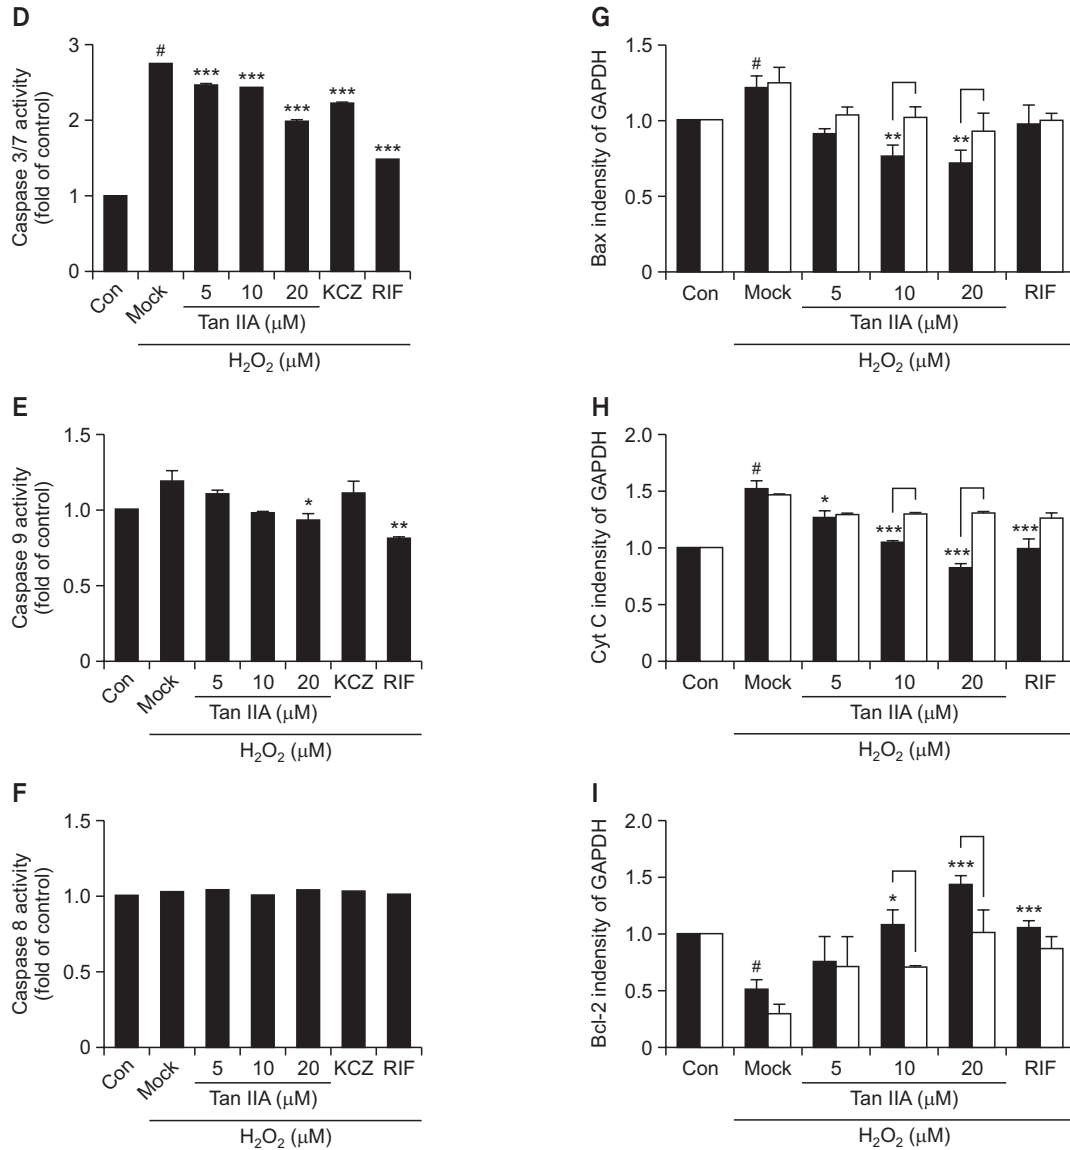 D
Caspase 3/7 activity
(fold of control)
3
2
1
0
#
***
***
***
***
***
Con
Mock
5
10
20
KCZ
RIF
Tan IIA (μM)
H₂O₂ (μM)
G
Bax indensity of GAPDH
1.5
1.0
0.5
0
#
**
**
Con
Mock
5
10
20
RIF
Tan IIA (μM)
H₂O₂ (μM)
E
Caspase 9 activity
(fold of control)
1.5
1.0
0.5
0
*
**
Con
Mock
5
10
20
KCZ
RIF
Tan IIA (μM)
H₂O₂ (μM)
H
Cyt C indensity of GAPDH
2.0
1.5
1.0
0.5
0
#
*
***
***
***
Con
Mock
5
10
20
RIF
Tan IIA (μM)
H₂O₂ (μM)
F
Caspase 8 activity
(fold of control)
1.5
1.0
0.5
0
Con
Mock
5
10
20
KCZ
RIF
Tan IIA (μM)
H₂O₂ (μM)
I
Bcl-2 indensity of GAPDH
2.0
1.5
1.0
0.5
0
#
*
***
***
Con
Mock
5
10
20
RIF
Tan IIA (μM)
H₂O₂ (μM)